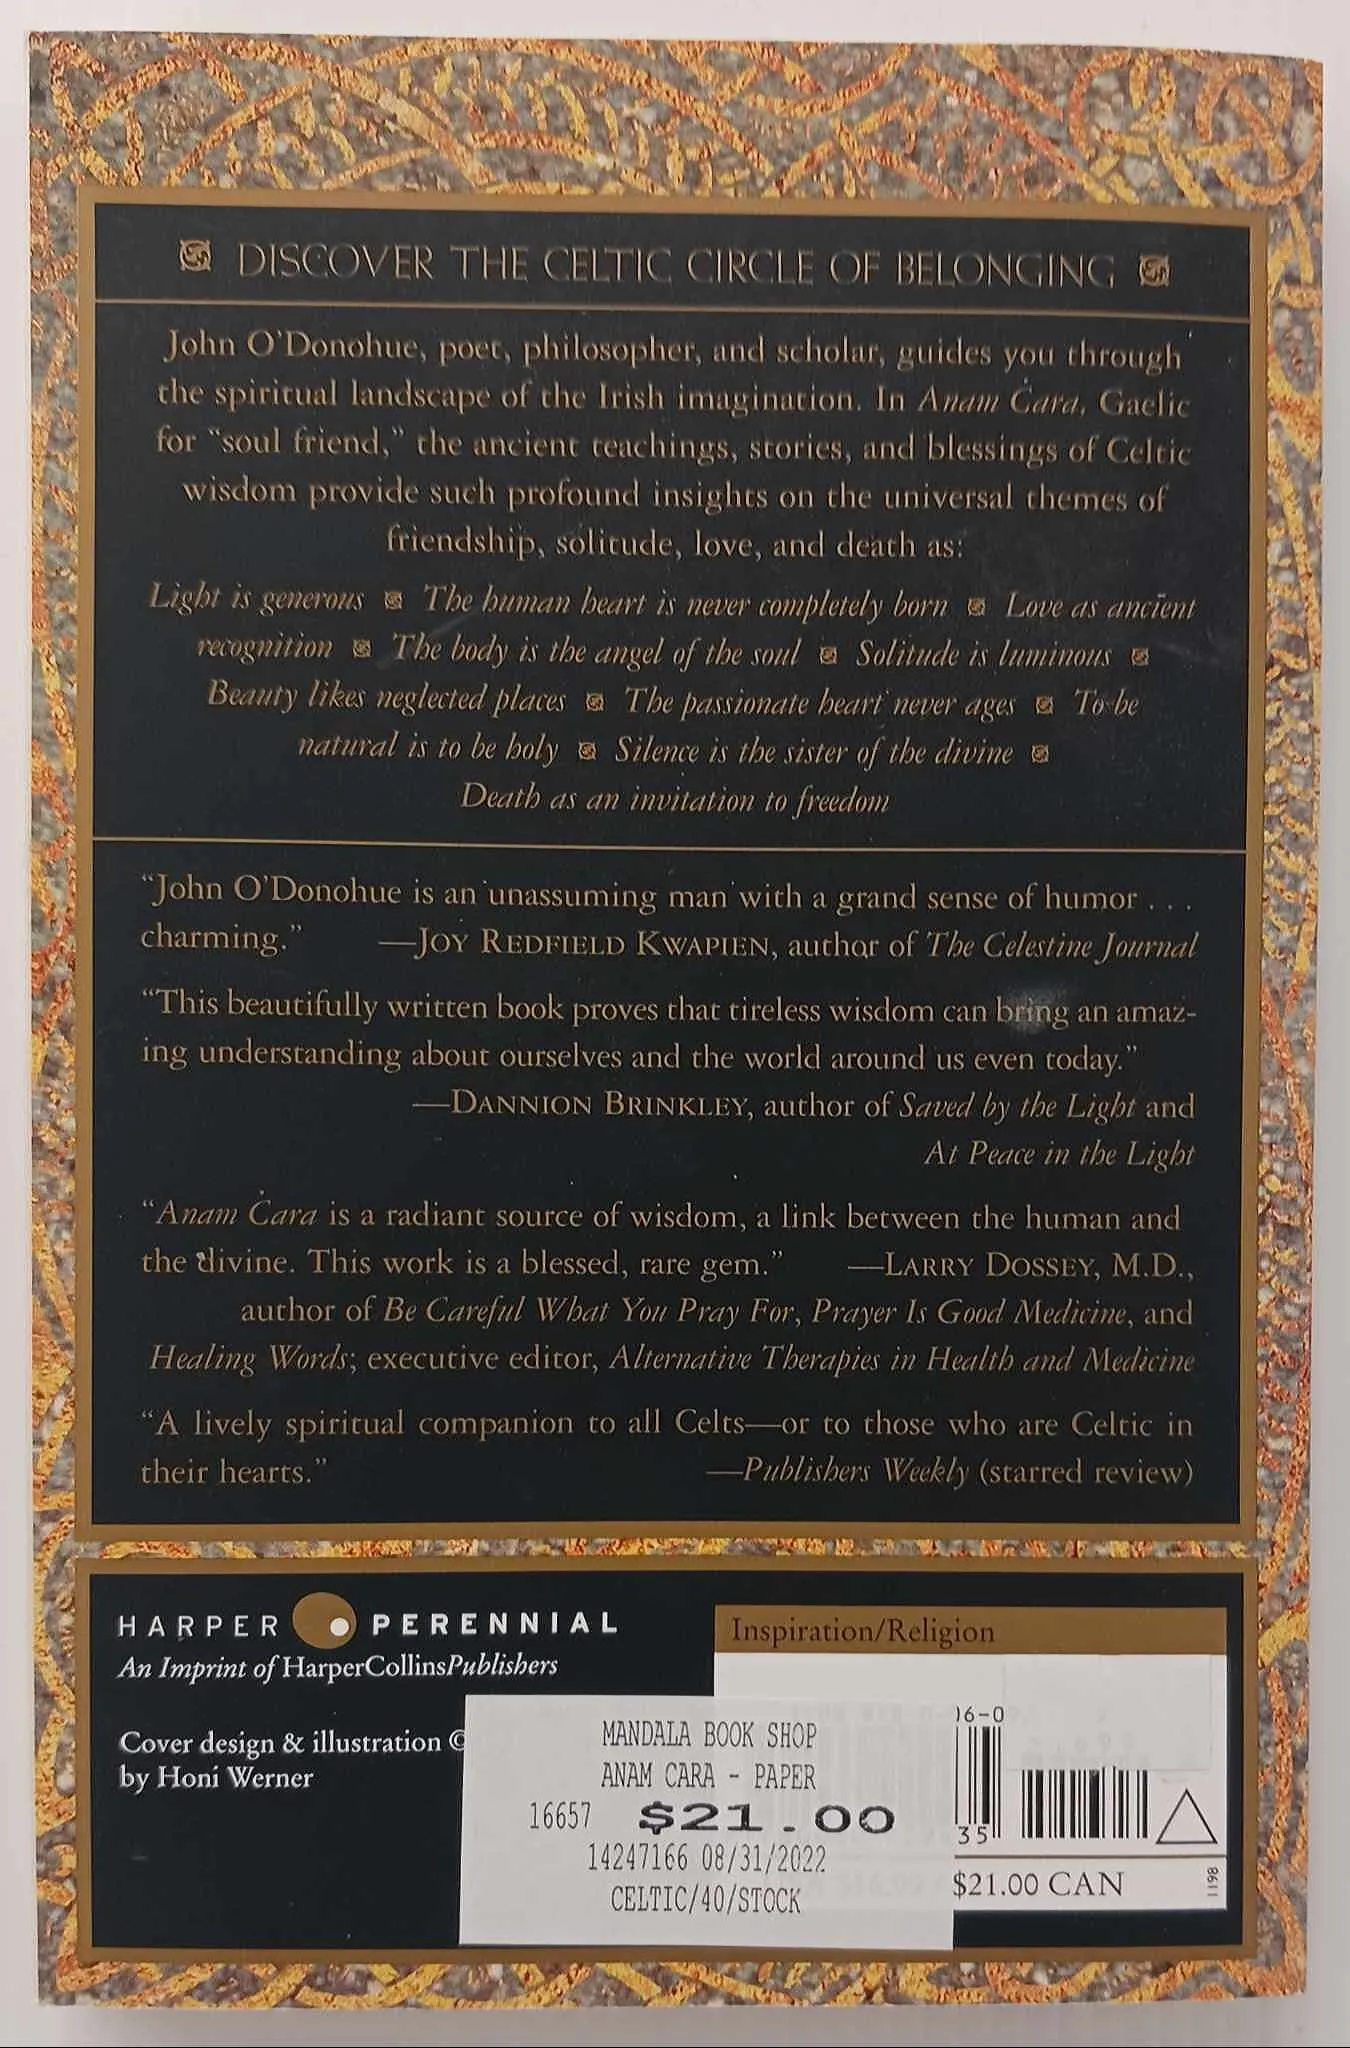 DISCOVER THE CELTIC CIRCLE OF BELONGING
John O'Donohue, poet, philosopher, and scholar, guides you through
the spiritual landscape of the Irish imagination. In Anam Ċara, Gaelic
for "soul friend," the ancient teachings, stories, and blessings of Celtic
wisdom provide such profound insights on the universal themes of
friendship, solitude, love, and death as:
Light is generous The human heart is never completely born Love as ancient
recognition The body is the angel of the soul Solitude is luminous
Beauty likes neglected places The passionate heart never ages To be
natural is to be holy Silence is the sister of the divine
Death as an invitation to freedom
"John O'Donohue is an unassuming man with a grand sense of humor . . .
charming." —JOY REDFIELD KWAPIEN, author of The Celestine Journal
"This beautifully written book proves that tireless wisdom can bring an amaz-
ing understanding about ourselves and the world around us even today."
—DANNION BRINKLEY, author of Saved by the Light and
At Peace in the Light
"Anam Ċara is a radiant source of wisdom, a link between the human and
the divine. This work is a blessed, rare gem." —LARRY DOSSEY, M.D.,
author of Be Careful What You Pray For, Prayer Is Good Medicine, and
Healing Words; executive editor, Alternative Therapies in Health and Medicine
"A lively spiritual companion to all Celts—or to those who are Celtic in
their hearts." —Publishers Weekly (starred review)
HARPER PERENNIAL
An Imprint of HarperCollinsPublishers
Cover design & illustration ©
by Honi Werner
Inspiration/Religion
MANDALA BOOK SHOP
ANAM CARA - PAPER
16657 $21.00
14247166 08/31/2022
CELTIC/40/STOCK
6-0
35
$21.00 CAN
1198